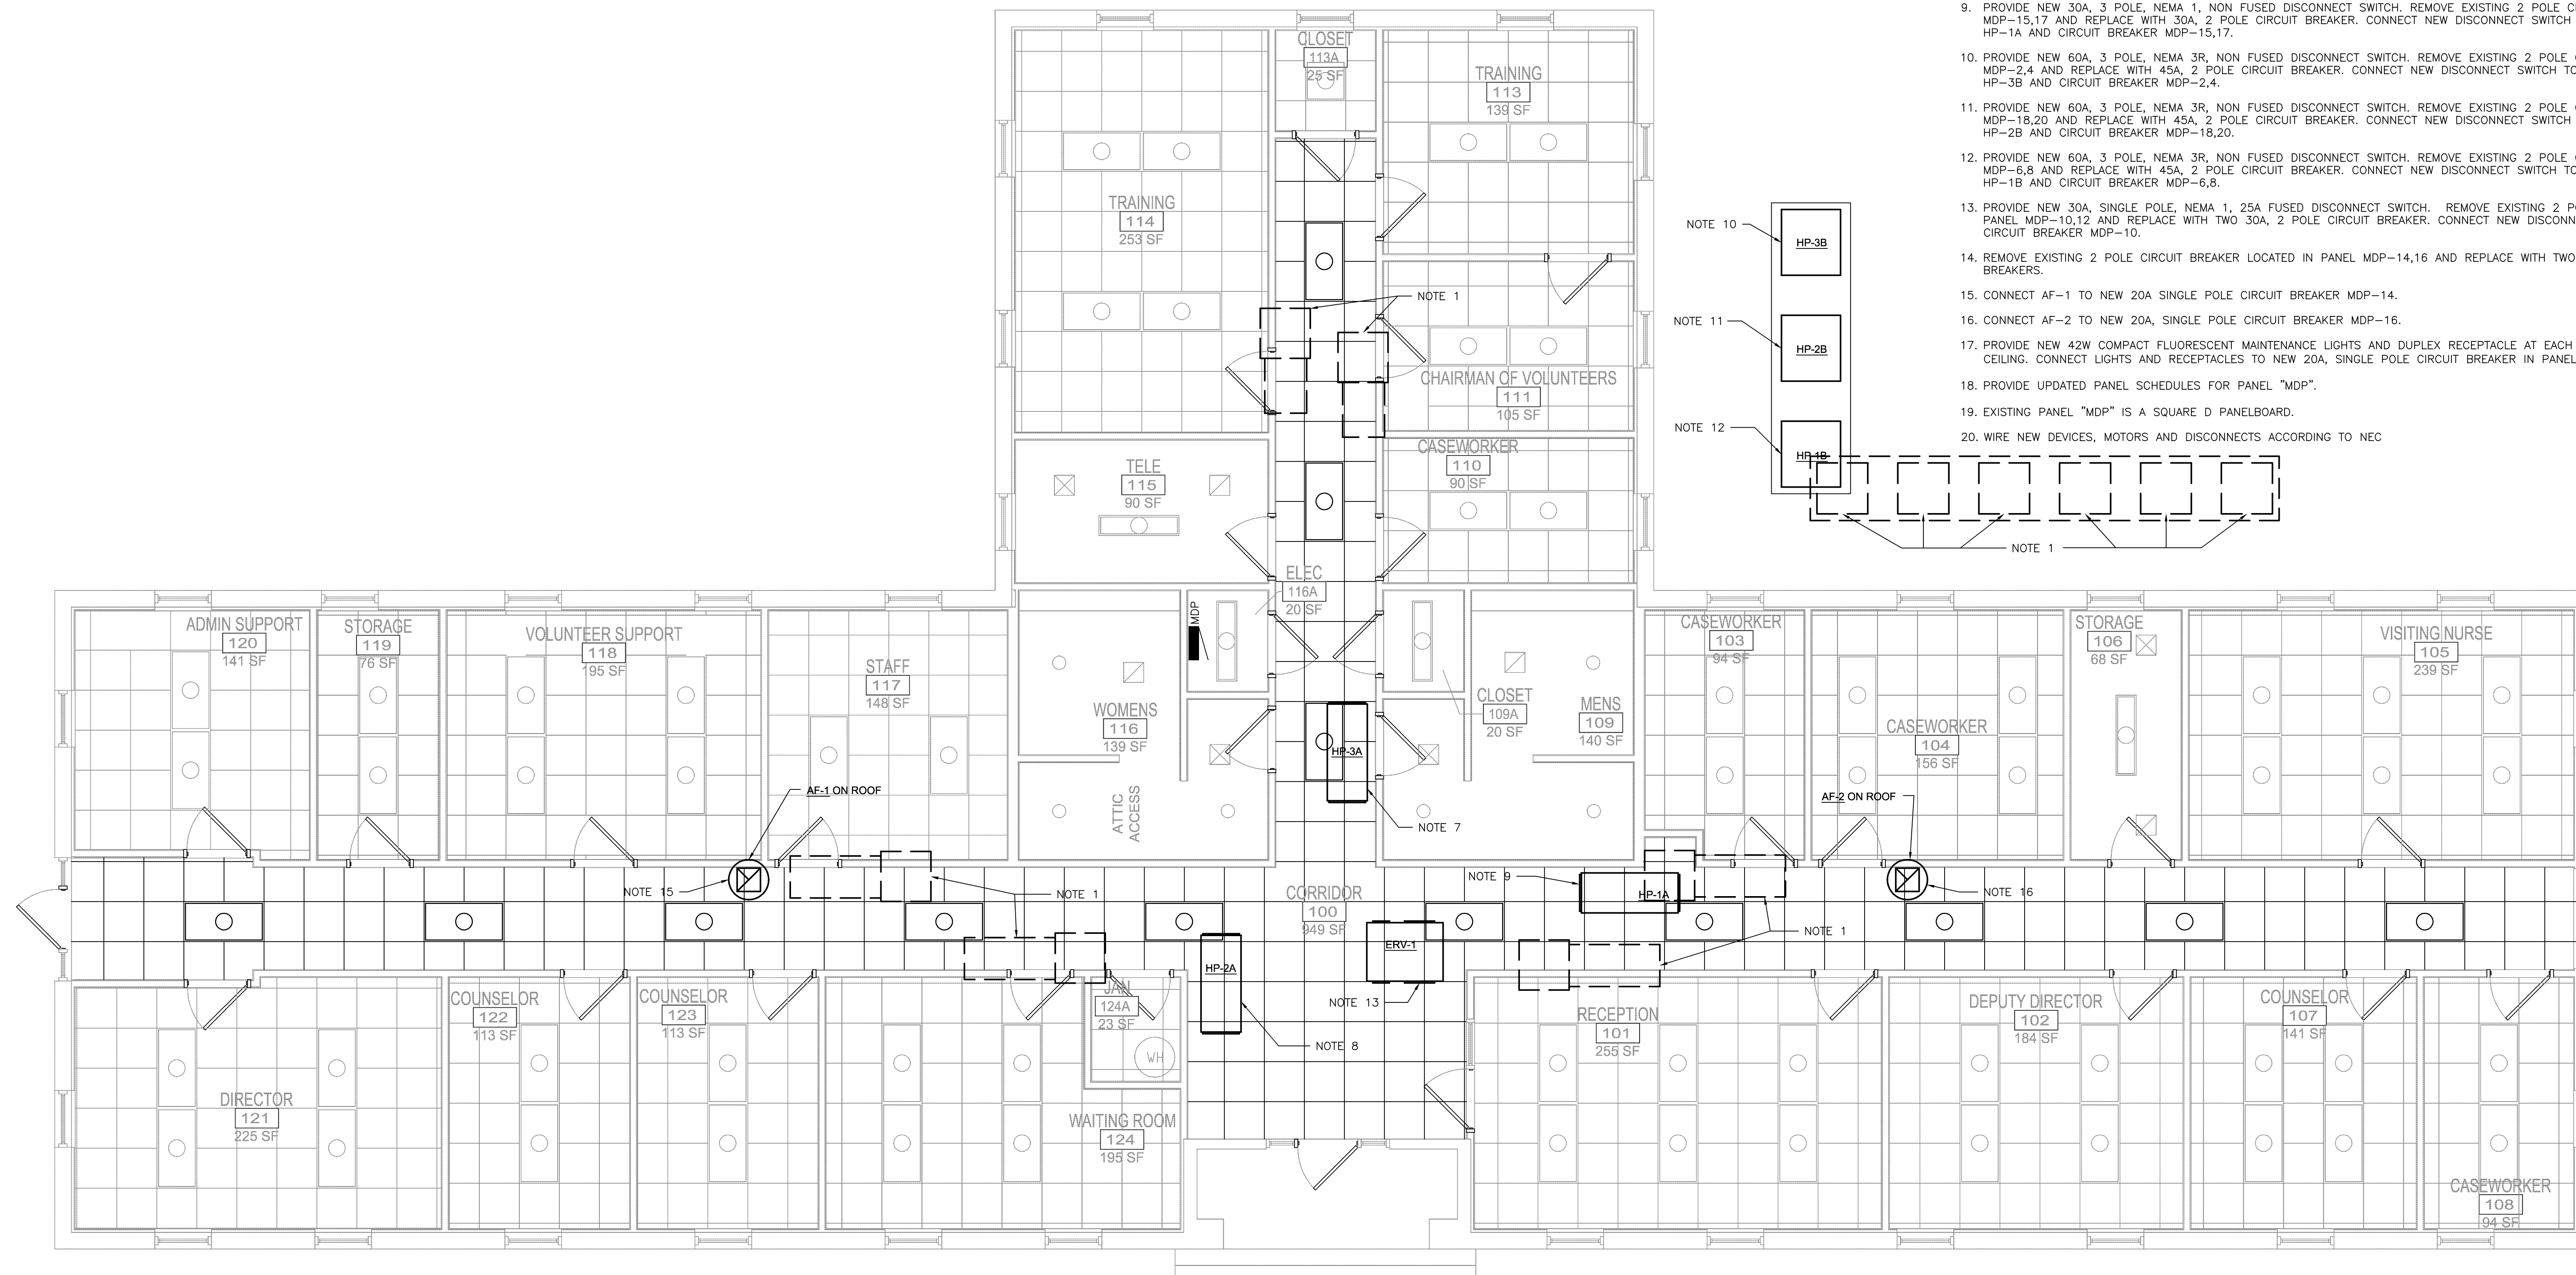 9. PROVIDE NEW 30A, 3 POLE, NEMA 1, NON FUSED DISCONNECT SWITCH. REMOVE EXISTING 2 POLE
MDP-15,17 AND REPLACE WITH 30A, 2 POLE CIRCUIT BREAKER. CONNECT NEW DISCONNECT SWITCH
HP-1A AND CIRCUIT BREAKER MDP-15,17.
10. PROVIDE NEW 60A, 3 POLE, NEMA 3R, NON FUSED DISCONNECT SWITCH. REMOVE EXISTING 2 POLE
MDP-2,4 AND REPLACE WITH 45A, 2 POLE CIRCUIT BREAKER. CONNECT NEW DISCONNECT SWITCH TO
HP-3B AND CIRCUIT BREAKER MDP-2,4.
11. PROVIDE NEW 60A, 3 POLE, NEMA 3R, NON FUSED DISCONNECT SWITCH. REMOVE EXISTING 2 POLE
MDP-18,20 AND REPLACE WITH 45A, 2 POLE CIRCUIT BREAKER. CONNECT NEW DISCONNECT SWITCH
HP-2B AND CIRCUIT BREAKER MDP-18,20.
12. PROVIDE NEW 60A, 3 POLE, NEMA 3R, NON FUSED DISCONNECT SWITCH. REMOVE EXISTING 2 POLE
MDP-6,8 AND REPLACE WITH 45A, 2 POLE CIRCUIT BREAKER. CONNECT NEW DISCONNECT SWITCH TO
HP-1B AND CIRCUIT BREAKER MDP-6,8.
13. PROVIDE NEW 30A, SINGLE POLE, NEMA 1, 25A FUSED DISCONNECT SWITCH. REMOVE EXISTING 2
PANEL MDP-10,12 AND REPLACE WITH TWO 30A, 2 POLE CIRCUIT BREAKER. CONNECT NEW
CIRCUIT BREAKER MDP-10.
14. REMOVE EXISTING 2 POLE CIRCUIT BREAKER LOCATED IN PANEL MDP-14,16 AND REPLACE WITH TWO
BREAKERS.
15. CONNECT AF-1 TO NEW 20A SINGLE POLE CIRCUIT BREAKER MDP-14.
16. CONNECT AF-2 TO NEW 20A, SINGLE POLE CIRCUIT BREAKER MDP-16.
17. PROVIDE NEW 42W COMPACT FLUORESCENT MAINTENANCE LIGHTS AND DUPLEX RECEPTACLE AT EACH
CEILING. CONNECT LIGHTS AND RECEPTACLES TO NEW 20A, SINGLE POLE CIRCUIT BREAKER IN PANEL
18. PROVIDE UPDATED PANEL SCHEDULES FOR PANEL "MDP".
19. EXISTING PANEL "MDP" IS A SQUARE D PANELBOARD.
20. WIRE NEW DEVICES, MOTORS AND DISCONNECTS ACCORDING TO NEC
NOTE 10
HP-3B
NOTE 11
HP-2B
NOTE 12
HP-1B
NOTE 1
CLOSET
113A
25 SF
TRAINING
113
139 SF
TRAINING
114
253 SF
NOTE 1
CHAIRMAN OF VOLUNTEERS
111
105 SF
CASEWORKER
110
90 SF
TELE
115
90 SF
ELEC
116A
20 SF
MDP
ADMIN SUPPORT
120
141 SF
STORAGE
119
76 SF
VOLUNTEER SUPPORT
118
195 SF
STAFF
117
148 SF
WOMENS
116
139 SF
ATTIC
ACCESS
HP-3A
NOTE 7
CLOSET
109A
20 SF
MENS
109
140 SF
CASEWORKER
103
94 SF
CASEWORKER
104
156 SF
STORAGE
106
68 SF
VISITING NURSE
105
239 SF
AF-1 ON ROOF
NOTE 15
NOTE 1
CORRIDOR
100
949 SF
NOTE 9
HP-1A
AF-2 ON ROOF
NOTE 16
NOTE 1
HP-2A
NOTE 8
ERV-1
NOTE 13
DIRECTOR
121
225 SF
COUNSELOR
122
113 SF
COUNSELOR
123
113 SF
JAN
124A
23 SF
WH
WAITING ROOM
124
195 SF
RECEPTION
101
255 SF
DEPUTY DIRECTOR
102
184 SF
COUNSELOR
107
141 SF
CASEWORKER
108
94 SF